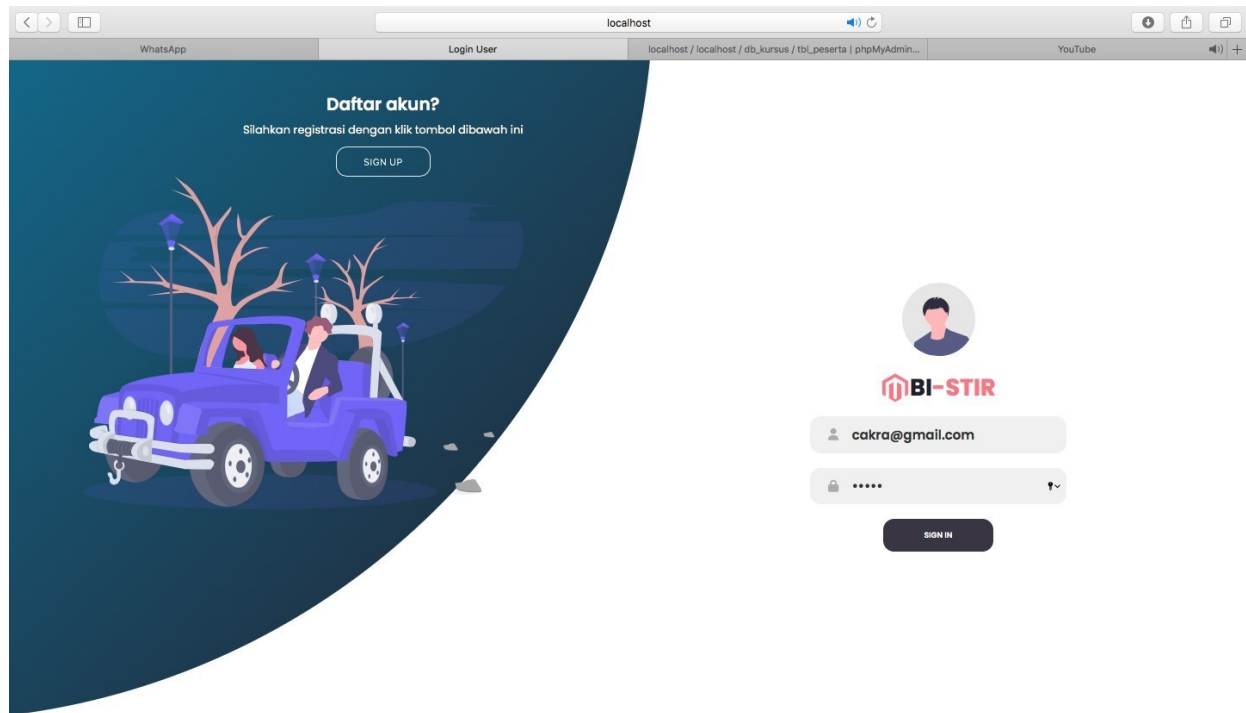 localhost
WhatsApp
Login User
localhost / localhost / db_kursus / tbl_peserta | phpMyAdmin...
YouTube
Daftar akun?
Silahkan registrasi dengan klik tombol dibawah ini
SIGN UP
BI-STIR
cakra@gmail.com
•••••
SIGN IN